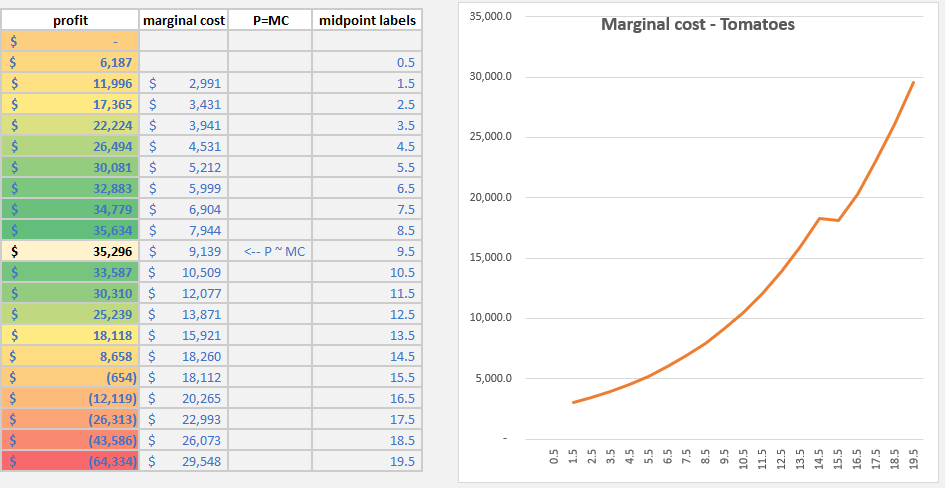 profit marginal cost P=MC midpoint labels
$ -
$ 6,187 0.5
$ 11,996 $ 2,991 1.5
$ 17,365 $ 3,431 2.5
$ 22,224 $ 3,941 3.5
$ 26,494 $ 4,531 4.5
$ 30,081 $ 5,212 5.5
$ 32,883 $ 5,999 6.5
$ 34,779 $ 6,904 7.5
$ 35,634 $ 7,944 8.5
$ 35,296 $ 9,139 <-- P ~ MC 9.5
$ 33,587 $ 10,509 10.5
$ 30,310 $ 12,077 11.5
$ 25,239 $ 13,871 12.5
$ 18,118 $ 15,921 13.5
$ 8,658 $ 18,260 14.5
$ (654) $ 18,112 15.5
$ (12,119) $ 20,265 16.5
$ (26,313) $ 22,993 17.5
$ (43,586) $ 26,073 18.5
$ (64,334) $ 29,548 19.5
Marginal cost - Tomatoes
35,000.0
30,000.0
25,000.0
20,000.0
15,000.0
10,000.0
5,000.0
-
0.5 1.5 2.5 3.5 4.5 5.5 6.5 7.5 8.5 9.5 10.5 11.5 12.5 13.5 14.5 15.5 16.5 17.5 18.5 19.5